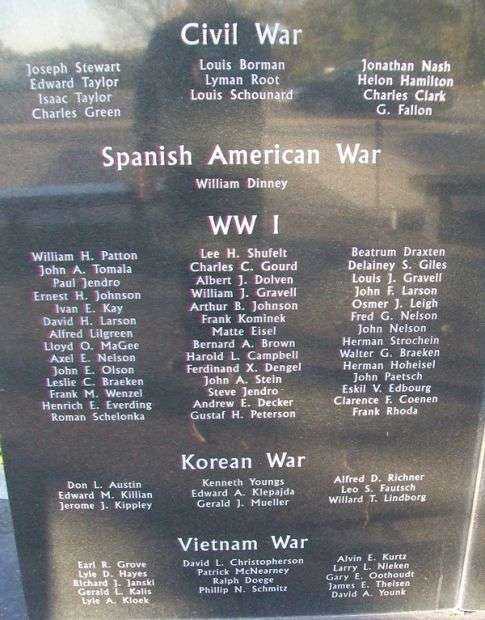 Civil War
Joseph Stewart
Edward Taylor
Isaac Taylor
Charles Green
Louis Borman
Lyman Root
Louis Schounard
Jonathan Nash
Helon Hamilton
Charles Clark
G. Fallon
Spanish American War
William Dinney
WW I
William H. Patton
John A. Tomala
Paul Jendro
Ernest H. Johnson
Ivan E. Kay
David H. Larson
Alfred Lilgreen
Lloyd O. MaGee
Axel E. Nelson
John E. Olson
Leslie C. Braeken
Frank M. Wenzel
Henrich E. Everding
Roman Schelonka
Lee H. Shufelt
Charles C. Gourd
Albert J. Dolven
William J. Gravell
Arthur B. Johnson
Frank Kominek
Matte Eisel
Bernard A. Brown
Harold L. Campbell
Ferdinand X. Dengel
John A. Stein
Steve Jendro
Andrew E. Decker
Gustaf H. Peterson
Beatrum Draxten
Delainey S. Giles
Louis J. Gravell
John F. Larson
Osmer J. Leigh
Fred G. Nelson
John Nelson
Herman Strochein
Walter G. Braeken
Herman Hoheisel
John Paetsch
Eskil V. Edbourg
Clarence F. Coenen
Frank Rhoda
Korean War
Don L. Austin
Edward M. Killian
Jerome J. Kippley
Kenneth Youngs
Edward A. Klepajda
Gerald J. Mueller
Alfred D. Richner
Leo S. Fautsch
Willard T. Lindborg
Vietnam War
Earl R. Grove
Lyle D. Hayes
Richard J. Janski
Gerald L. Kalis
Lyle A. Kloek
David L. Christopherson
Patrick McNearney
Ralph Doege
Phillip N. Schmitz
Alvin E. Kurtz
Larry L. Nieken
Gary E. Oothoudt
James E. Theisen
David A. Younk